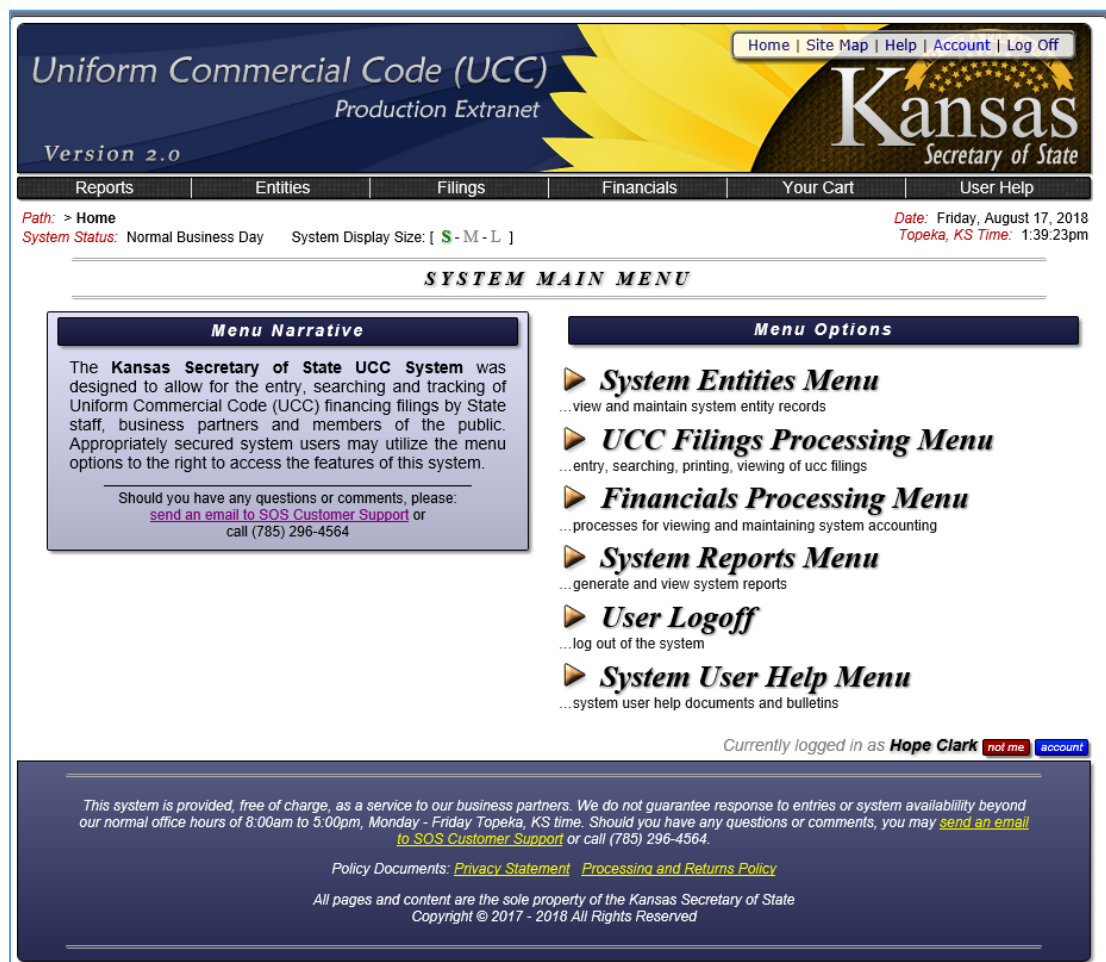 Home | Site Map | Help | Account | Log Off
Uniform Commercial Code (UCC)
Production Extranet
Version 2.0
Kansas
Secretary of State
Reports Entities Filings Financials Your Cart User Help
Path: > Home
Date: Friday, August 17, 2018
System Status: Normal Business Day System Display Size: [ S - M - L ]
Topeka, KS Time: 1:39:23pm
SYSTEM MAIN MENU
Menu Narrative
The Kansas Secretary of State UCC System was
designed to allow for the entry, searching and tracking of
Uniform Commercial Code (UCC) financing filings by State
staff, business partners and members of the public.
Appropriately secured system users may utilize the menu
options to the right to access the features of this system.
Should you have any questions or comments, please:
send an email to SOS Customer Support or
call (785) 296-4564
Menu Options
System Entities Menu
...view and maintain system entity records
UCC Filings Processing Menu
...entry, searching, printing, viewing of ucc filings
Financials Processing Menu
...processes for viewing and maintaining system accounting
System Reports Menu
...generate and view system reports
User Logoff
...log out of the system
System User Help Menu
...system user help documents and bulletins
Currently logged in as Hope Clark not me account
This system is provided, free of charge, as a service to our business partners. We do not guarantee response to entries or system availablility beyond
our normal office hours of 8:00am to 5:00pm, Monday - Friday Topeka, KS time. Should you have any questions or comments, you may send an email
to SOS Customer Support or call (785) 296-4564.
Policy Documents: Privacy Statement Processing and Returns Policy
All pages and content are the sole property of the Kansas Secretary of State
Copyright © 2017 - 2018 All Rights Reserved